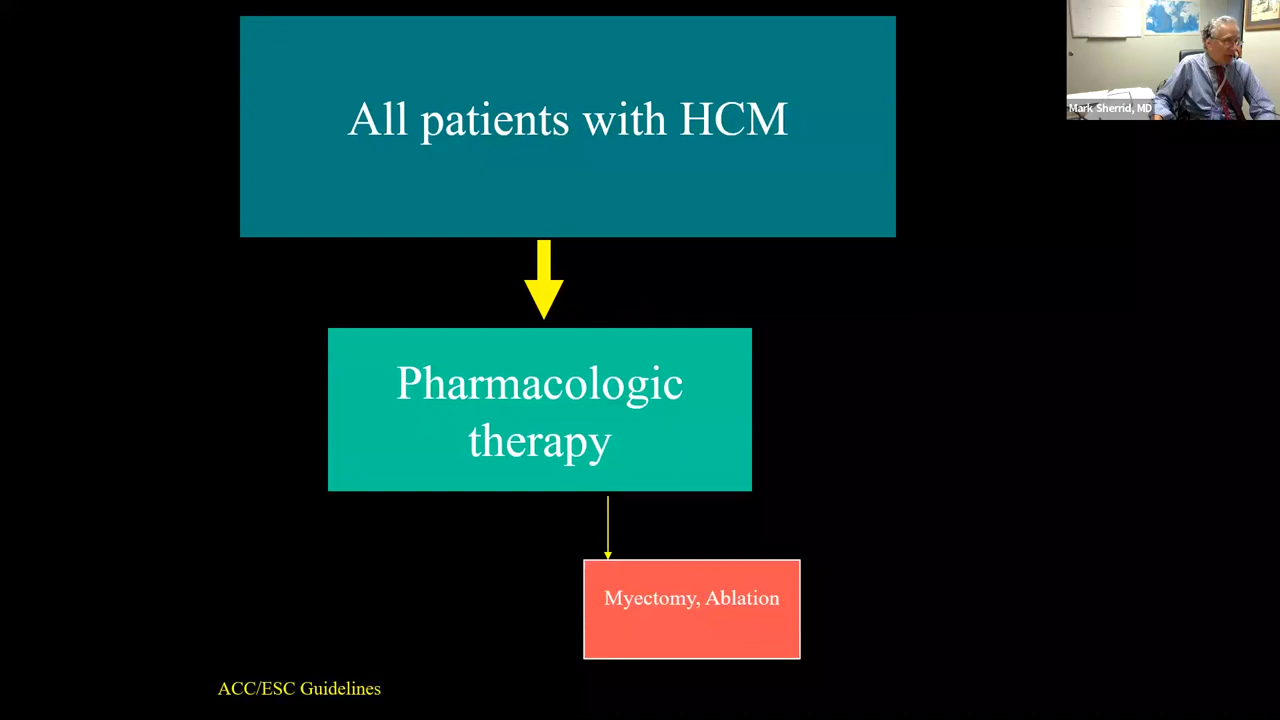 All patients with HCM
Mark Sherrid, MD
Pharmacologic
therapy
Myectomy, Ablation
ACC/ESC Guidelines